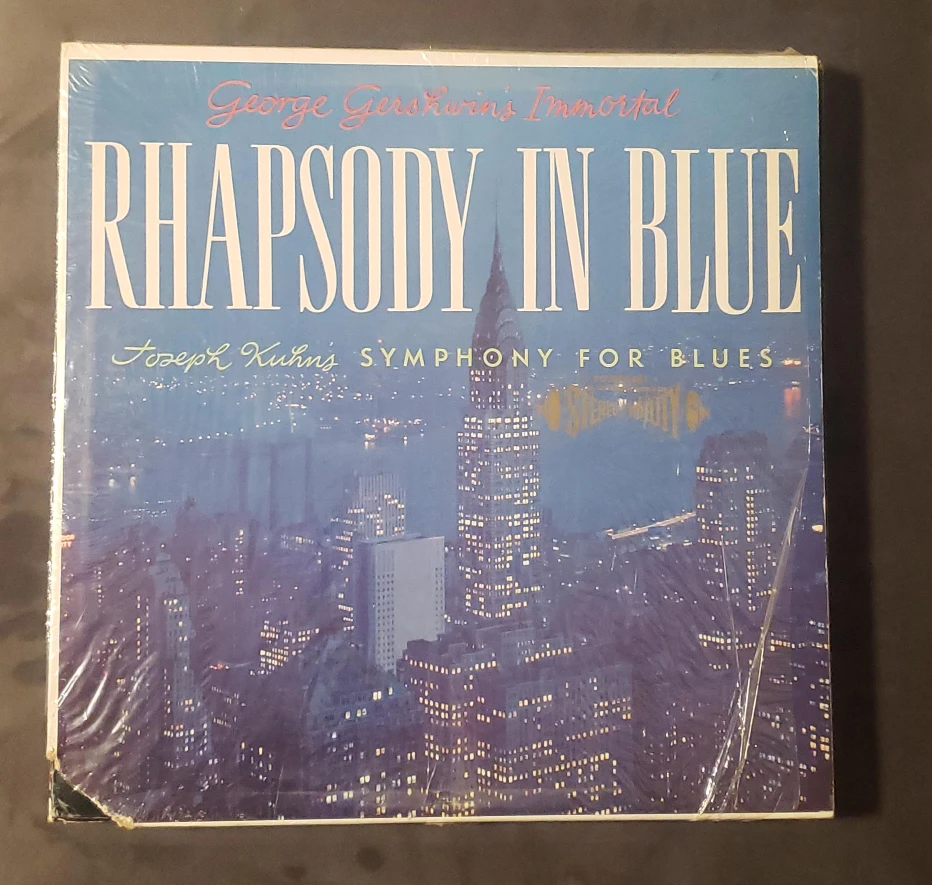 George Gershwin's Immortal
RHAPSODY IN BLUE
Joseph Kuhn's SYMPHONY FOR BLUES